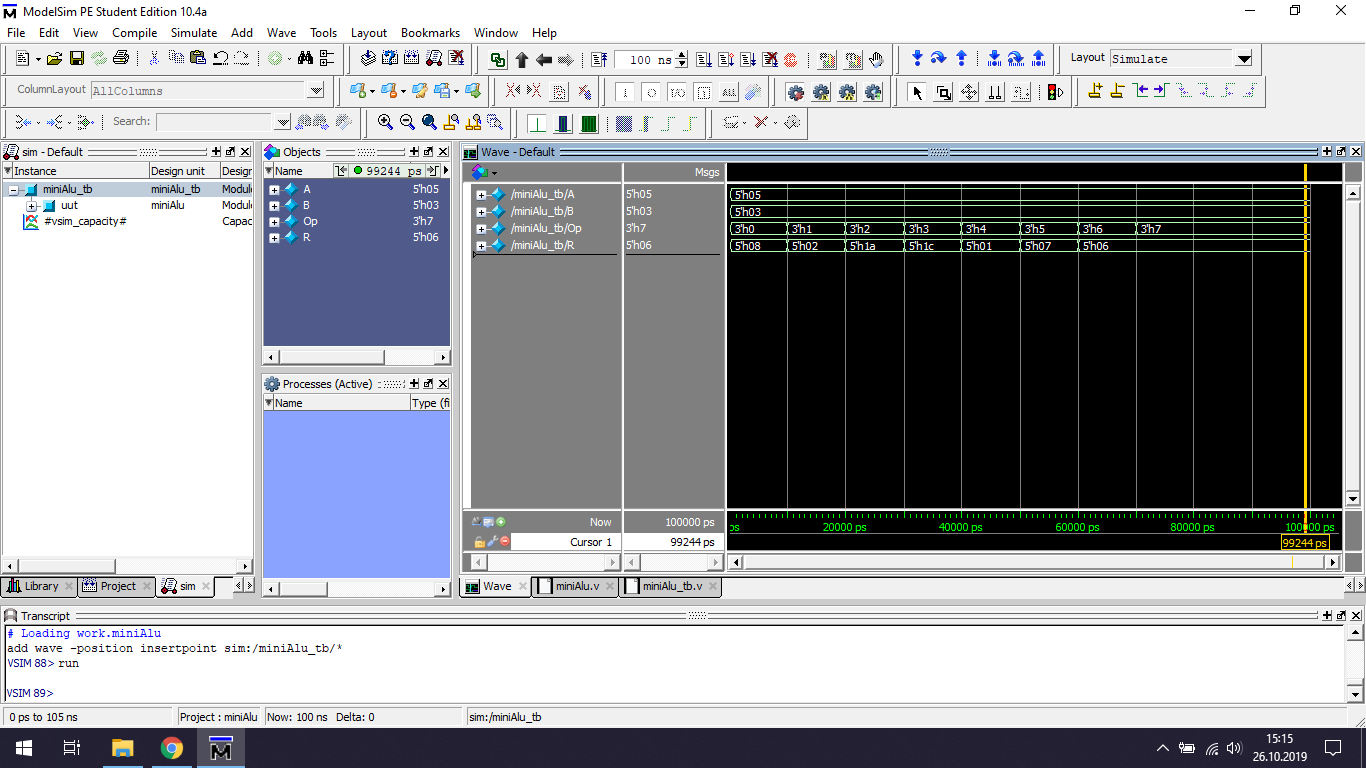 ModelSim PE Student Edition 10.4a
File Edit View Compile Simulate Add Wave Tools Layout Bookmarks Window Help
100 ns
Layout Simulate
ColumnLayout AllColumns
ALL
Search:
sim - Default
Instance Design unit Design
miniAlu_tb miniAlu_tb Module
uut miniAlu Module
#vsim_capacity# Capac
Objects
Name 99244 ps
A 5'h05
B 5'h03
Op 3'h7
R 5'h06
Processes (Active)
Name Type (fi
Wave - Default
Msgs
/miniAlu_tb/A 5'h05 5'h05
/miniAlu_tb/B 5'h03 5'h03
/miniAlu_tb/Op 3'h7 3'h0 3'h1 3'h2 3'h3 3'h4 3'h5 3'h6 3'h7
/miniAlu_tb/R 5'h06 5'h08 5'h02 5'h1a 5'h1c 5'h01 5'h07 5'h06
Now 100000 ps ps 20000 ps 40000 ps 60000 ps 80000 ps 100000 ps
Cursor 1 99244 ps 99244 ps
Library Project sim
Wave miniAlu.v miniAlu_tb.v
Transcript
# Loading work.miniAlu
add wave -position insertpoint sim:/miniAlu_tb/*
VSIM 88> run
VSIM 89>
0 ps to 105 ns Project : miniAlu Now: 100 ns Delta: 0 sim:/miniAlu_tb
15:15
26.10.2019